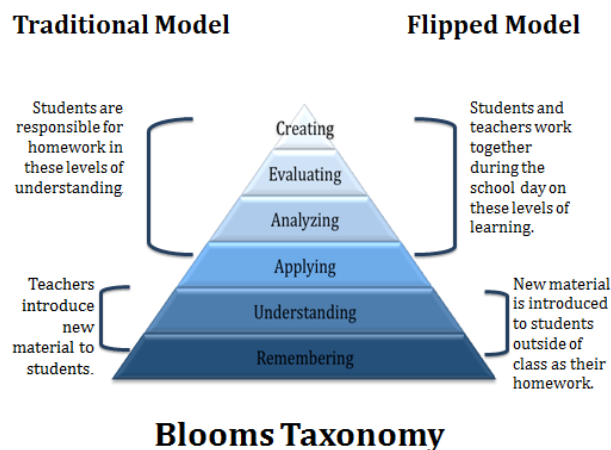 Traditional Model
Flipped Model
Students are
responsible for
homework in
these levels of
understanding
Students and
teachers work
together
during the
school day on
these levels of
learning.
Creating
Evaluating
Analyzing
Applying
Understanding
Remembering
Teachers
introduce
new
material to
students.
New material
is introduced
to students
outside of
class as their
homework.
Blooms Taxonomy